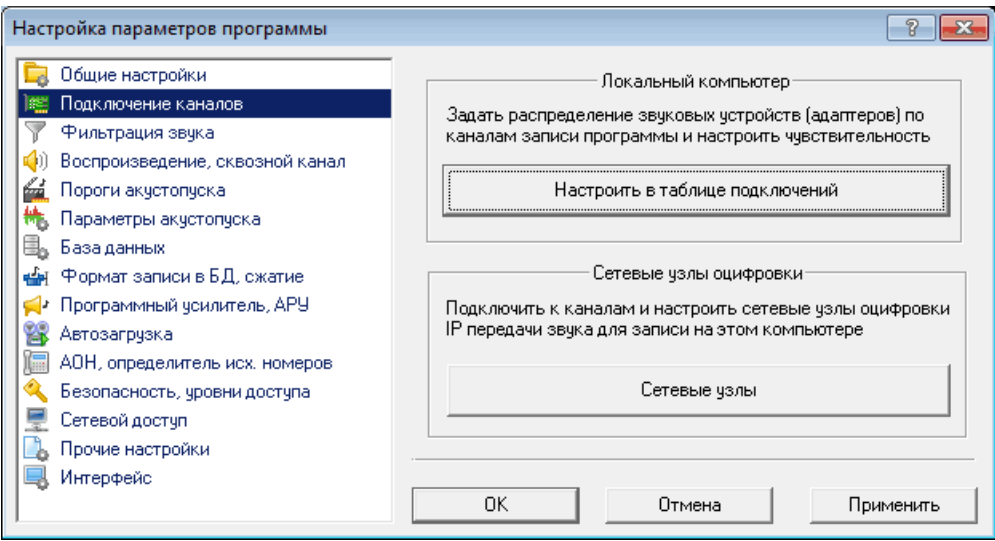 Настройка параметров программы
?
Общие настройки
Подключение каналов
Фильтрация звука
Воспроизведение, сквозной канал
Пороги акустопуска
Параметры акустопуска
База данных
Формат записи в БД, сжатие
Программный усилитель, АРУ
Автозагрузка
АОН, определитель исх. номеров
Безопасность, уровни доступа
Сетевой доступ
Прочие настройки
Интерфейс
Локальный компьютер
Задать распределение звуковых устройств (адаптеров) по
каналам записи программы и настроить чувствительность
Настроить в таблице подключений
Сетевые узлы оцифровки
Подключить к каналам и настроить сетевые узлы оцифровки
IP передачи звука для записи на этом компьютере
Сетевые узлы
OK
Отмена
Применить